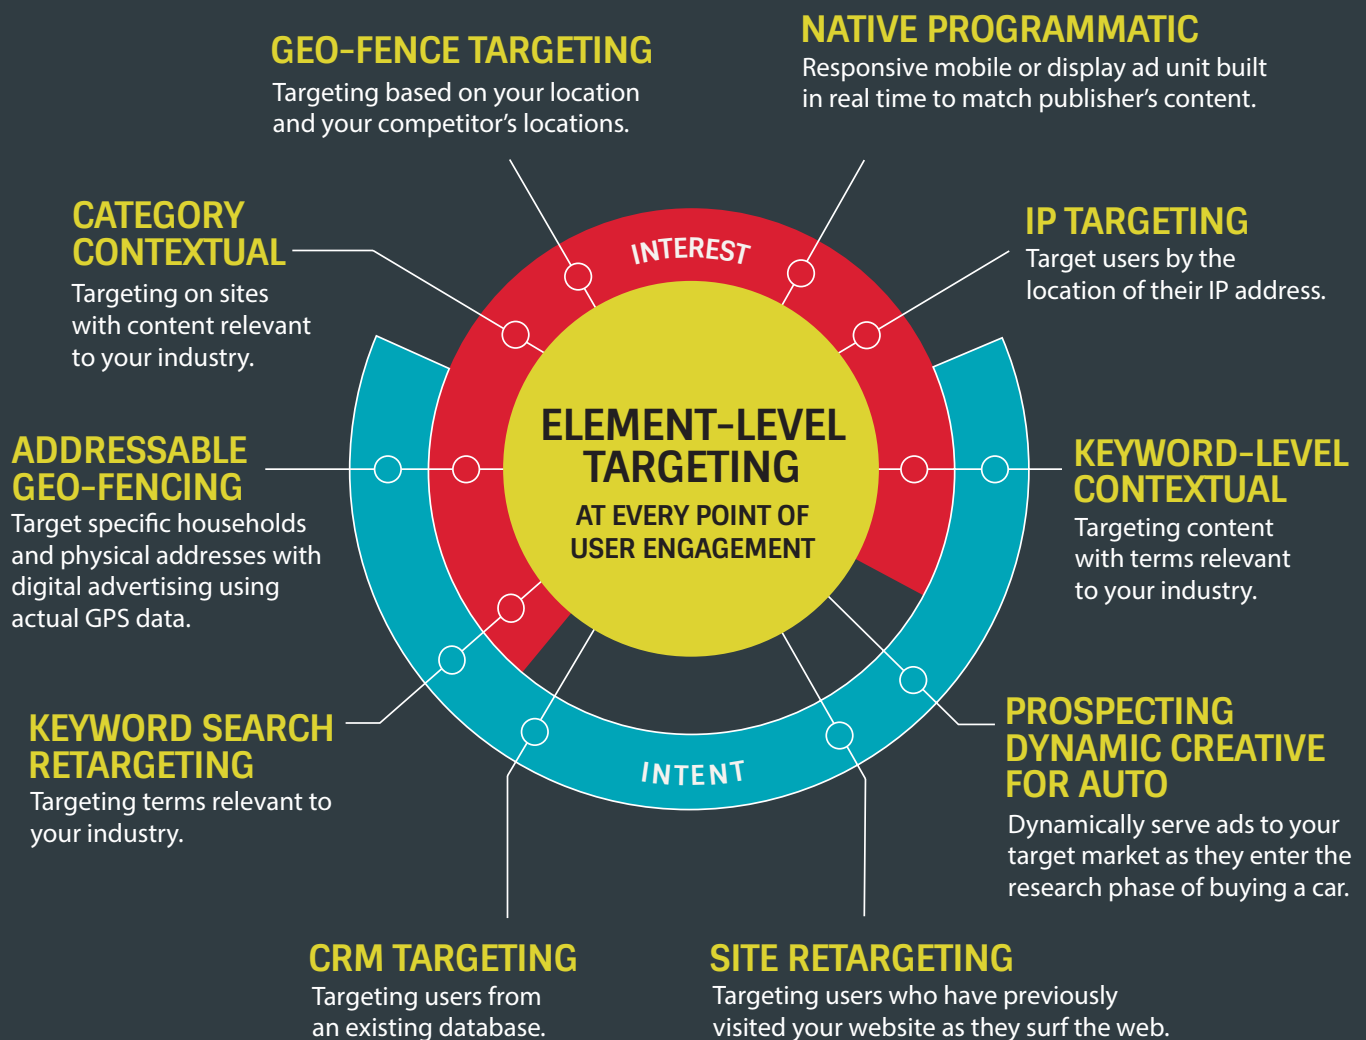 GEO-FENCE TARGETING
Targeting based on your location
and your competitor's locations.
NATIVE PROGRAMMATIC
Responsive mobile or display ad unit built
in real time to match publisher's content.
CATEGORY
CONTEXTUAL
Targeting on sites
with content relevant
to your industry.
INTEREST
IP TARGETING
Target users by the
location of their IP address.
ELEMENT-LEVEL
TARGETING
AT EVERY POINT OF
USER ENGAGEMENT
ADDRESSABLE
GEO-FENCING
Target specific households
and physical addresses with
digital advertising using
actual GPS data.
KEYWORD-LEVEL
CONTEXTUAL
Targeting content
with terms relevant
to your industry.
KEYWORD SEARCH
RETARGETING
Targeting terms relevant to
your industry.
INTENT
PROSPECTING
DYNAMIC CREATIVE
FOR AUTO
Dynamically serve ads to your
target market as they enter the
research phase of buying a car.
CRM TARGETING
Targeting users from
an existing database.
SITE RETARGETING
Targeting users who have previously
visited your website as they surf the web.